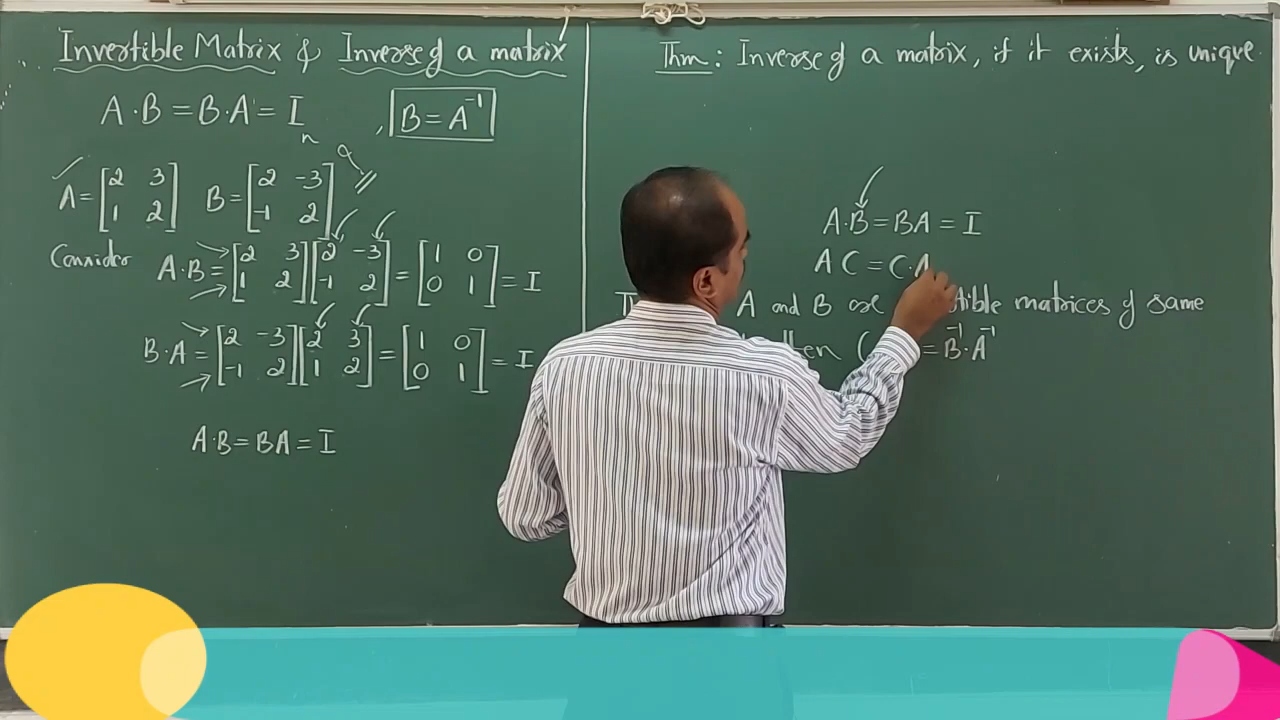 Invertible Matrix & Inverse of a matrix
A·B = B·A = Iₙ , B = A⁻¹
A = [2 3; 1 2] B = [2 -3; -1 2]
Consider A·B = [2 3; 1 2] [2 -3; -1 2] = [1 0; 0 1] = I
B·A = [2 -3; -1 2] [2 3; 1 2] = [1 0; 0 1] = I
A·B = BA = I
Thm : Inverse of a matrix, if it exists, is unique
A·B = BA = I
A C = C·A
A and B are matrices of same
then ( = B⁻¹·A⁻¹